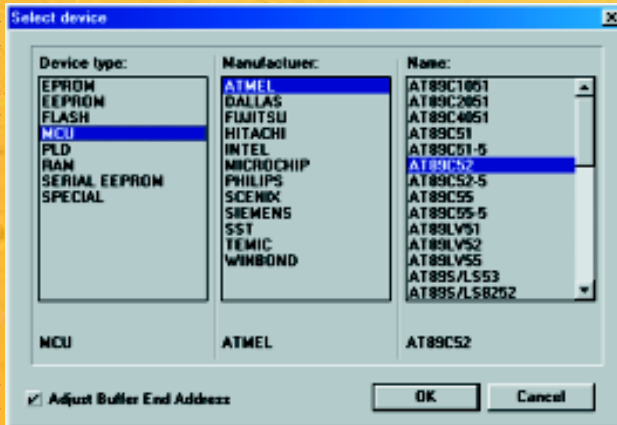 Select device
Device type:
EPROM
EEPROM
FLASH
MCU
PLD
RAM
SERIAL EEPROM
SPECIAL
MCU
Manufacturer:
ATMEL
DALLAS
FUJITSU
HITACHI
INTEL
MICROCHIP
PHILIPS
SCENIX
SIEMENS
SST
TEMIC
WINBOND
ATMEL
Name:
AT89C1051
AT89C2051
AT89C4051
AT89C51
AT89C51-5
AT89C52
AT89C52-5
AT89C55
AT89C55-5
AT89LV51
AT89LV52
AT89LV55
AT89S/LS53
AT89S/LS8252
AT89C52
Adjust Buffer End Address
OK
Cancel